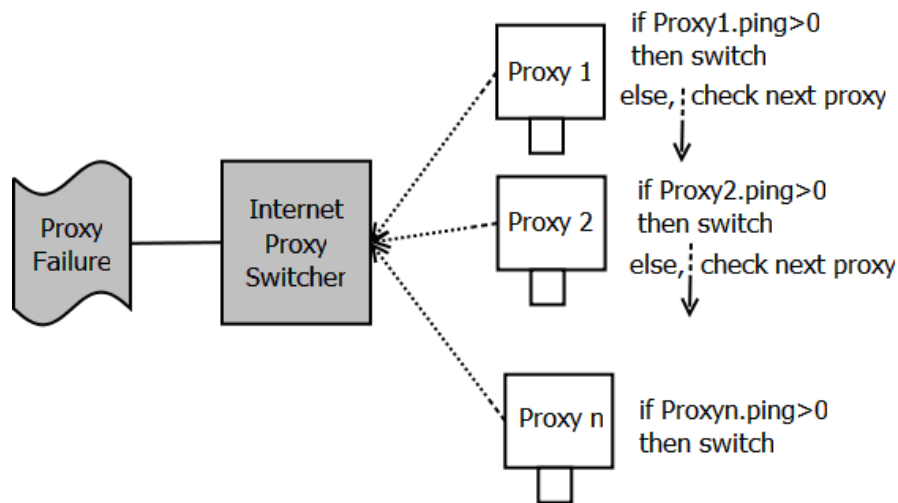 if Proxy1.ping>0
then switch
Proxy 1
else, check next proxy
Proxy
Failure
Internet
Proxy
Switcher
Proxy 2
if Proxy2.ping>0
then switch
else, check next proxy
Proxy n
if Proxyn.ping>0
then switch